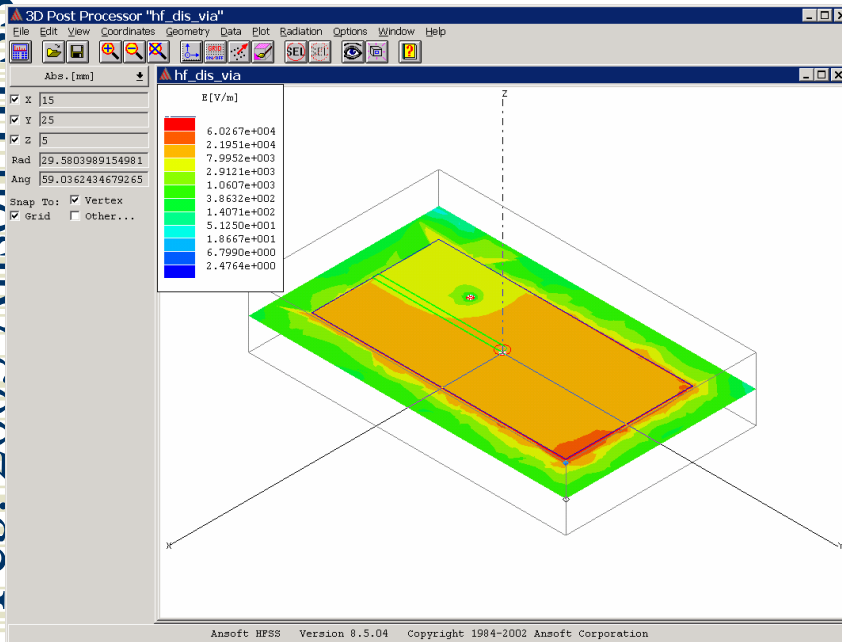 3D Post Processor "hf_dis_via"
File Edit View Coordinates Geometry Data Plot Radiation Options Window Help
SEL SEL ?
Abs.[mm]
hf_dis_via
X 15
Y 25
Z 5
Rad 29.5803989154981
Ang 59.0362434679265
Snap To: Vertex
Grid Other...
E[V/m]
6.0267e+004
2.1951e+004
7.9952e+003
2.9121e+003
1.0607e+003
3.8632e+002
1.4071e+002
5.1250e+001
1.8667e+001
6.7990e+000
2.4764e+000
Z
X
Y
Ansoft HFSS Version 8.5.04 Copyright 1984-2002 Ansoft Corporation